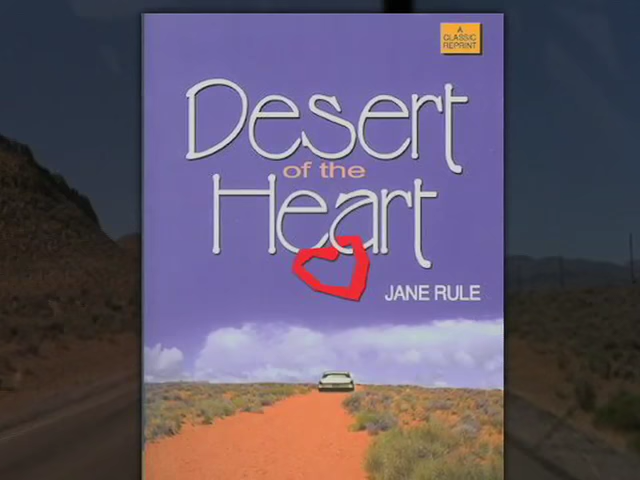 A
CLASSIC
REPRINT
Desert
of the
Heart
JANE RULE